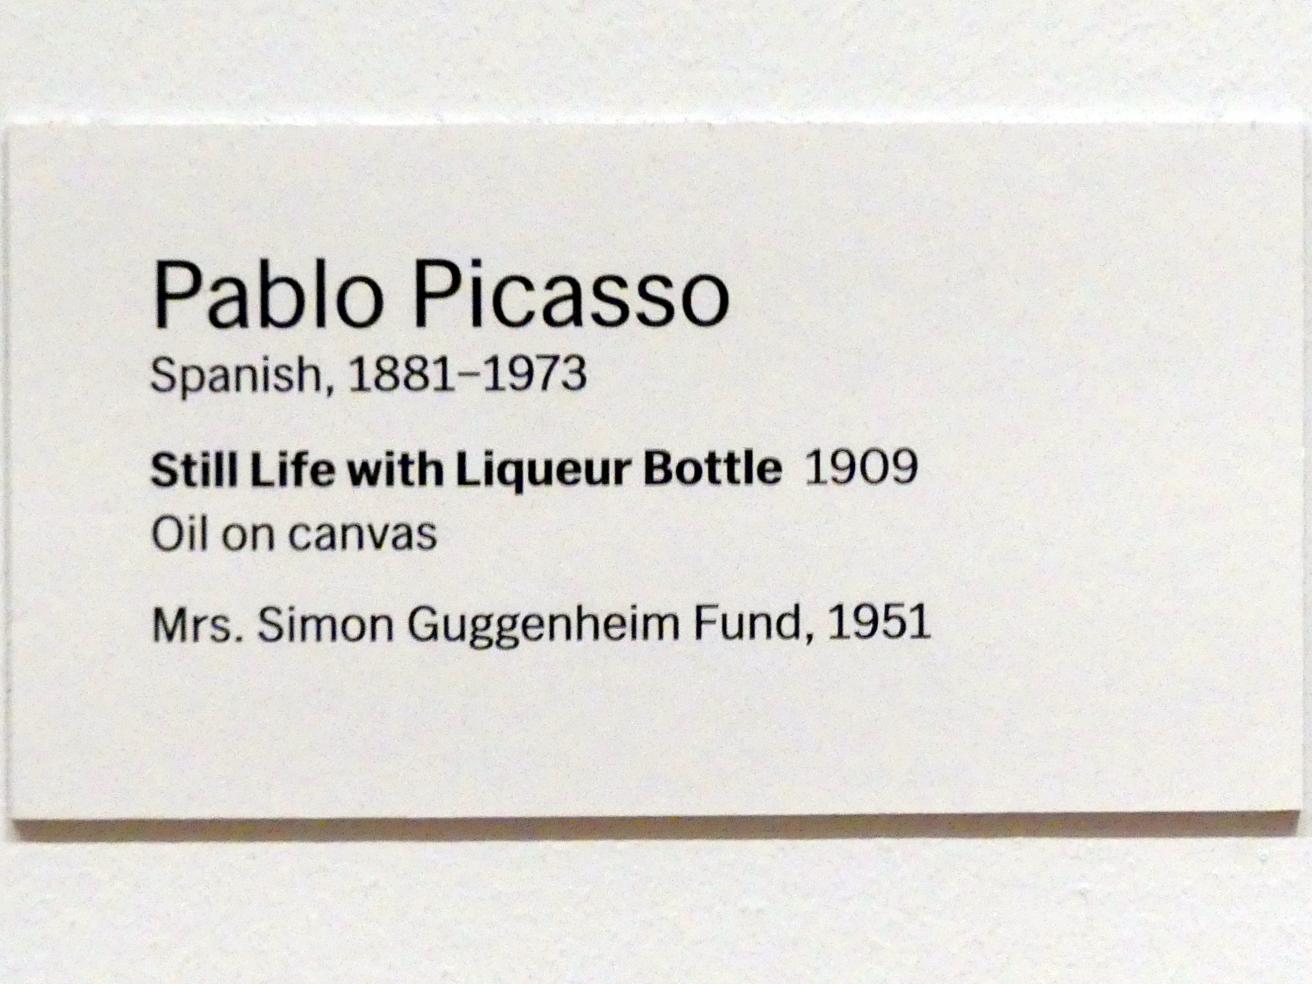 Pablo Picasso
Spanish, 1881–1973
Still Life with Liqueur Bottle 1909
Oil on canvas
Mrs. Simon Guggenheim Fund, 1951